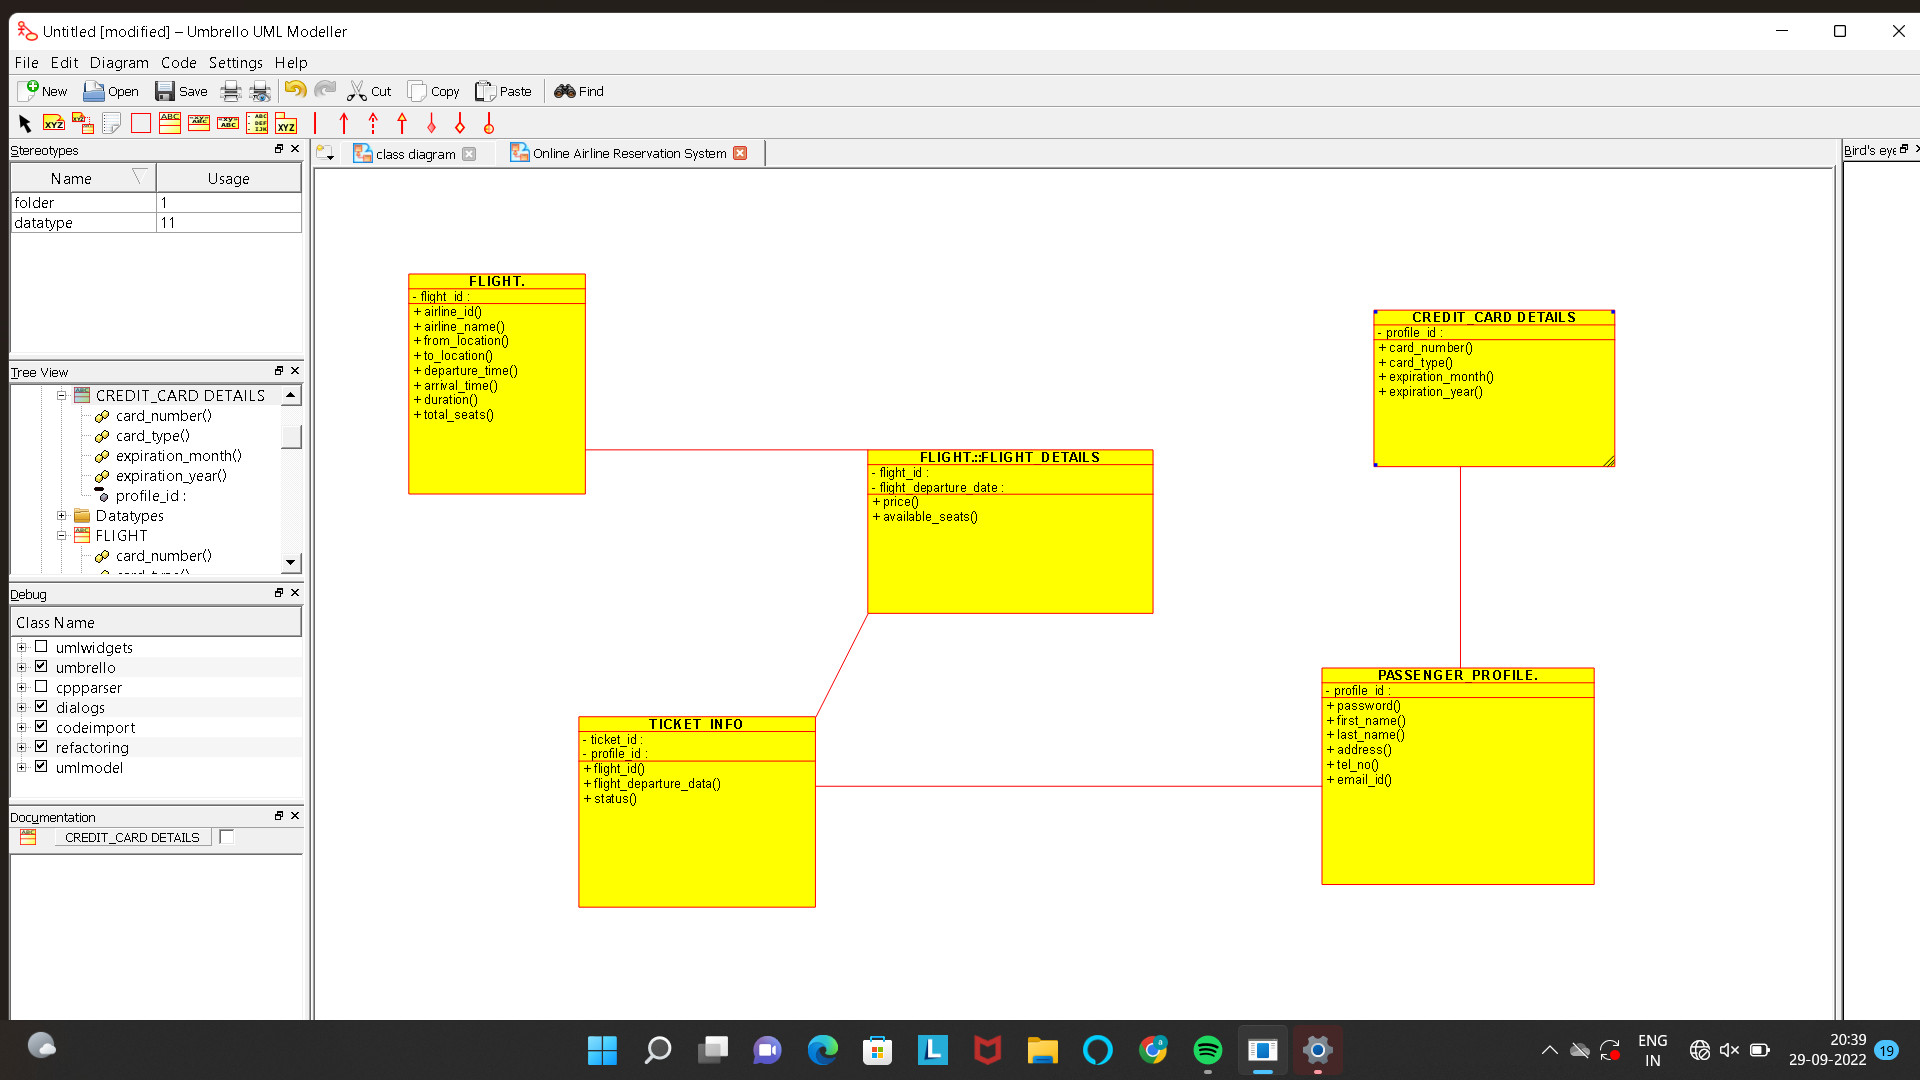 Untitled [modified] – Umbrello UML Modeller
File Edit Diagram Code Settings Help
New Open Save Cut Copy Paste Find
Stereotypes
Name Usage
folder 1
datatype 11
Tree View
CREDIT_CARD DETAILS
card_number()
card_type()
expiration_month()
expiration_year()
profile_id :
Datatypes
FLIGHT
card_number()
Debug
Class Name
umlwidgets
umbrello
cppparser
dialogs
codeimport
refactoring
umlmodel
Documentation
CREDIT_CARD DETAILS
class diagram
Online Airline Reservation System
Bird's eye
FLIGHT.
- flight_id :
+ airline_id()
+ airline_name()
+ from_location()
+ to_location()
+ departure_time()
+ arrival_time()
+ duration()
+ total_seats()
FLIGHT.::FLIGHT_DETAILS
- flight_id :
- flight_departure_date :
+ price()
+ available_seats()
CREDIT_CARD DETAILS
- profile_id :
+ card_number()
+ card_type()
+ expiration_month()
+ expiration_year()
TICKET_INFO
- ticket_id :
- profile_id :
+ flight_id()
+ flight_departure_data()
+ status()
PASSENGER_PROFILE.
- profile_id :
+ password()
+ first_name()
+ last_name()
+ address()
+ tel_no()
+ email_id()
ENG
IN
20:39
29-09-2022
19